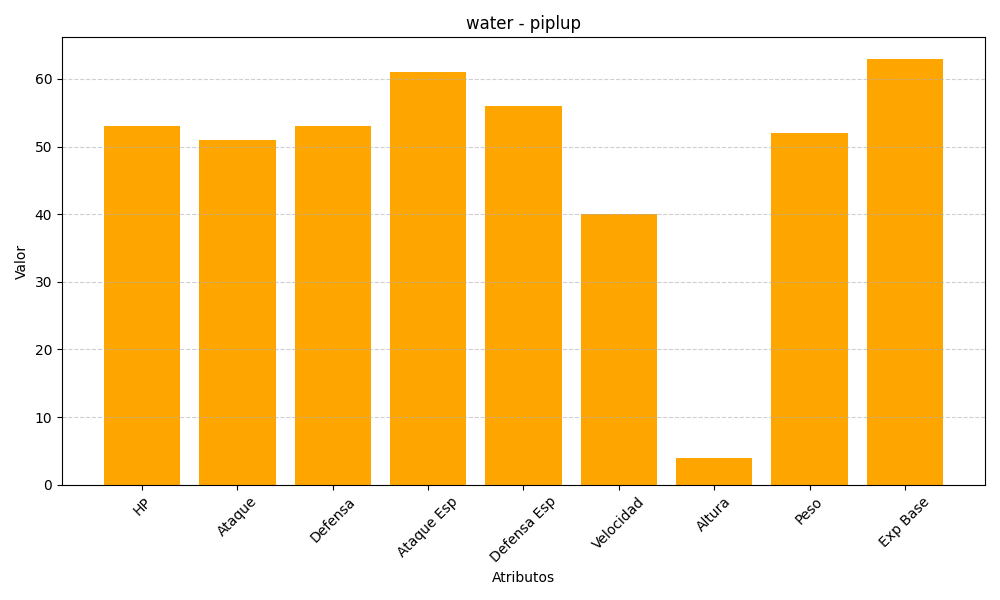 water - piplup
Valor
60
50
40
30
20
10
0
HP
Ataque
Defensa
Ataque Esp
Defensa Esp
Velocidad
Altura
Peso
Exp Base
Atributos